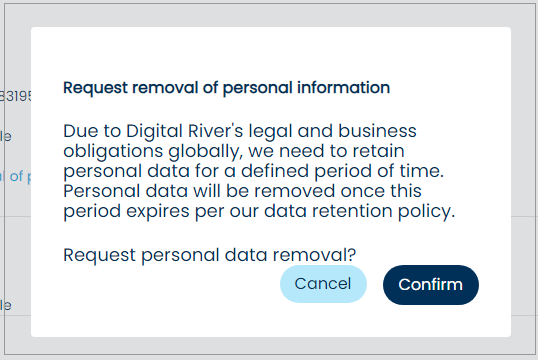 Request removal of personal information
83195
Due to Digital River's legal and business
obligations globally, we need to retain
personal data for a defined period of time.
Personal data will be removed once this
period expires per our data retention policy.
Request personal data removal?
Cancel
Confirm